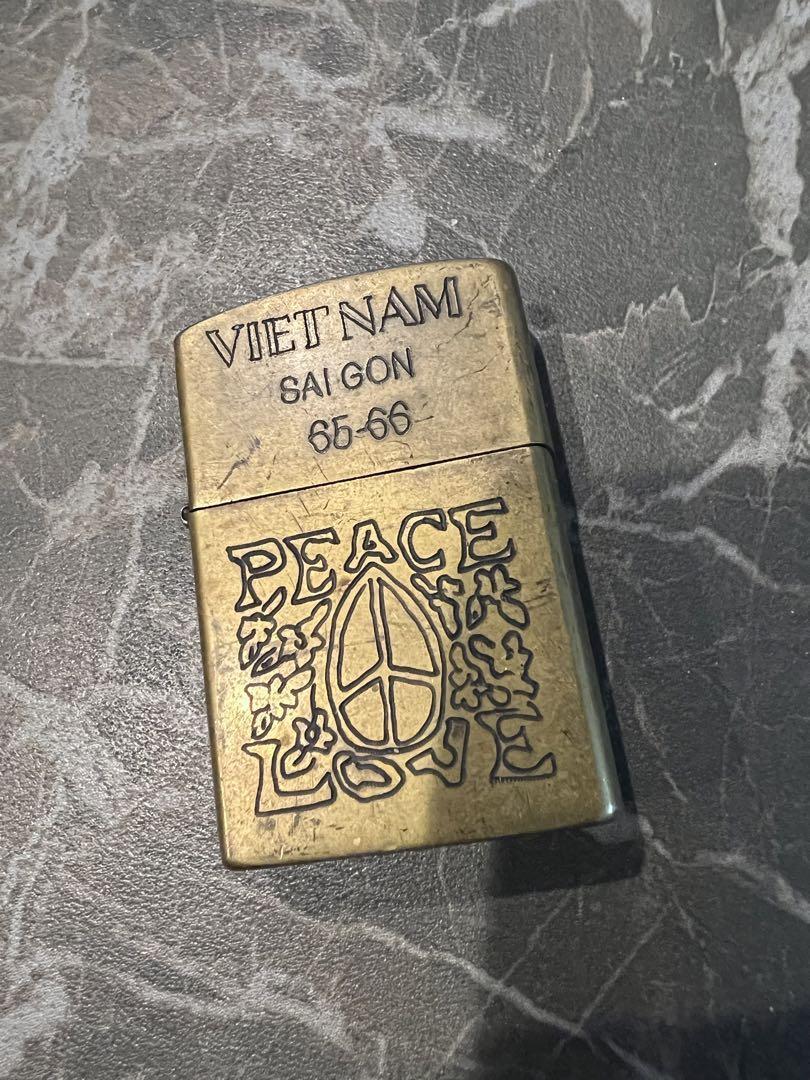 VIET NAM
SAI GON
65-66
PEACE
LOVE